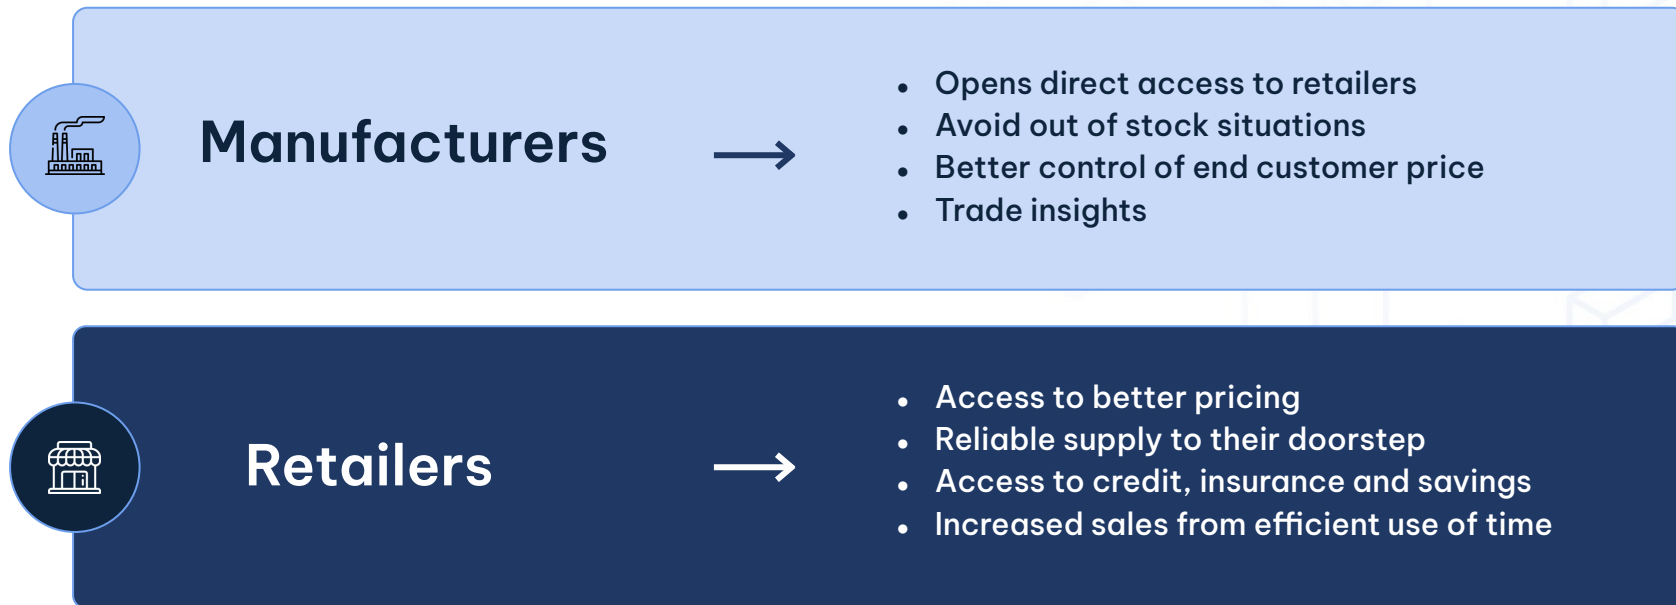 Manufacturers
• Opens direct access to retailers
• Avoid out of stock situations
• Better control of end customer price
• Trade insights
Retailers
• Access to better pricing
• Reliable supply to their doorstep
• Access to credit, insurance and savings
• Increased sales from efficient use of time